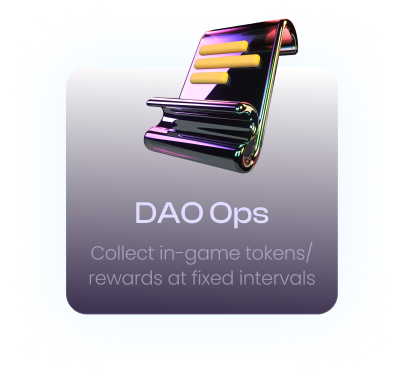 DAO Ops
Collect in-game tokens/
rewards at fixed intervals